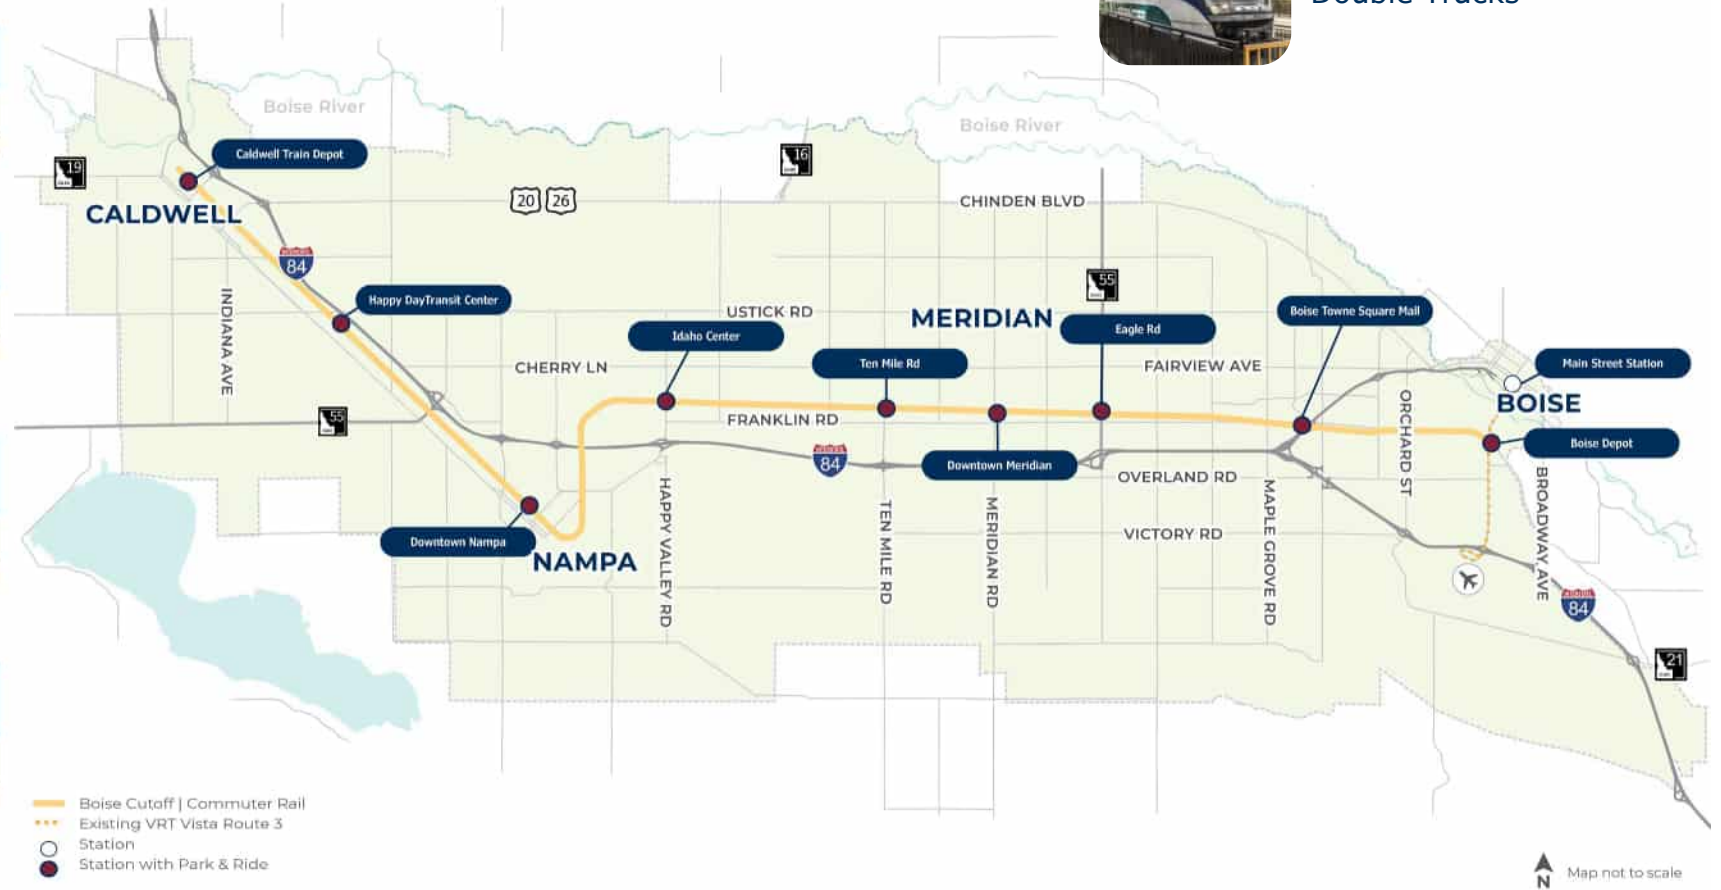 Double Tracks
Boise River
Boise River
19
Caldwell Train Depot
16
20 26
CHINDEN BLVD
CALDWELL
84
55
INDIANA AVE
Happy DayTransit Center
USTICK RD
MERIDIAN
Boise Towne Square Mall
Idaho Center
Eagle Rd
CHERRY LN
Ten Mile Rd
FAIRVIEW AVE
Main Street Station
BOISE
55
FRANKLIN RD
ORCHARD ST
Boise Depot
84
Downtown Meridian
OVERLAND RD
BROADWAY AVE
HAPPY VALLEY RD
TEN MILE RD
MERIDIAN RD
MAPLE GROVE RD
Downtown Nampa
VICTORY RD
NAMPA
84
21
Boise Cutoff | Commuter Rail
Existing VRT Vista Route 3
Station
Station with Park & Ride
N
Map not to scale